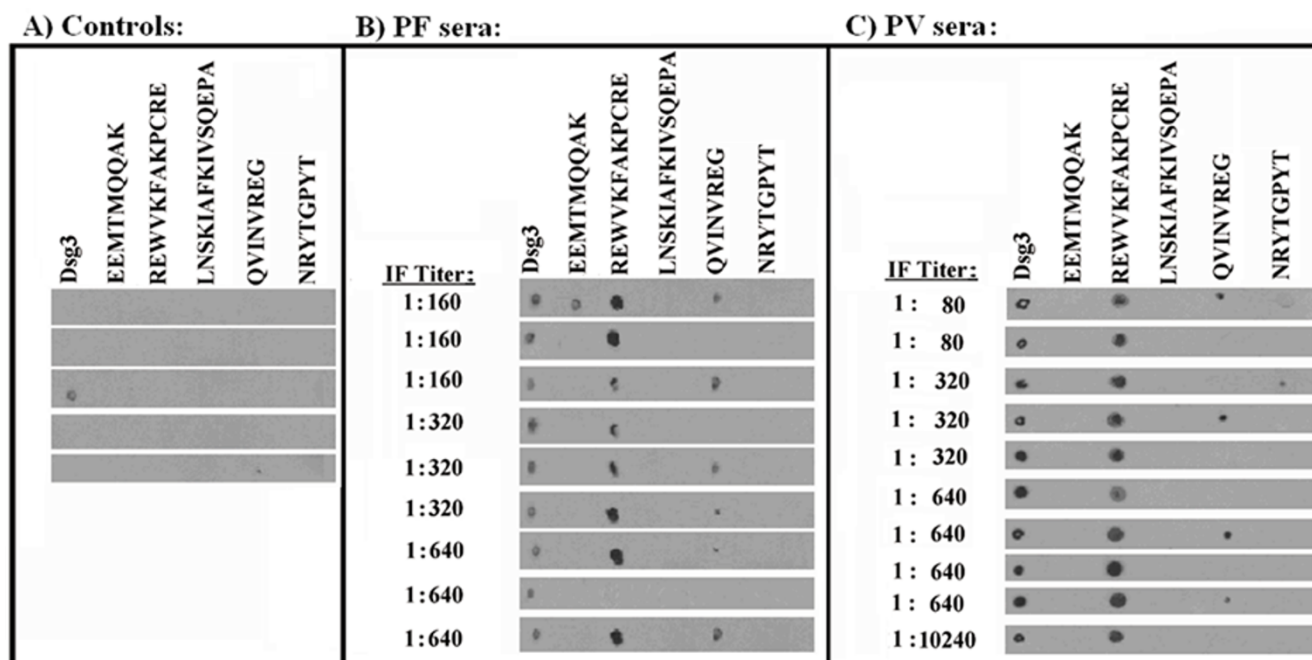 A) Controls:
Dsg3
EEMTMQQAK
REWVKFAKPCRE
LNSKIAFKIVSQEPA
QVINVREG
NRYTGPYT
B) PF sera:
Dsg3
EEMTMQQAK
REWVKFAKPCRE
LNSKIAFKIVSQEPA
QVINVREG
NRYTGPYT
IF Titer:
1:160
1:160
1:160
1:320
1:320
1:320
1:640
1:640
1:640
C) PV sera:
Dsg3
EEMTMQQAK
REWVKFAKPCRE
LNSKIAFKIVSQEPA
QVINVREG
NRYTGPYT
IF Titer:
1: 80
1: 80
1: 320
1: 320
1: 320
1: 640
1: 640
1: 640
1: 640
1:10240